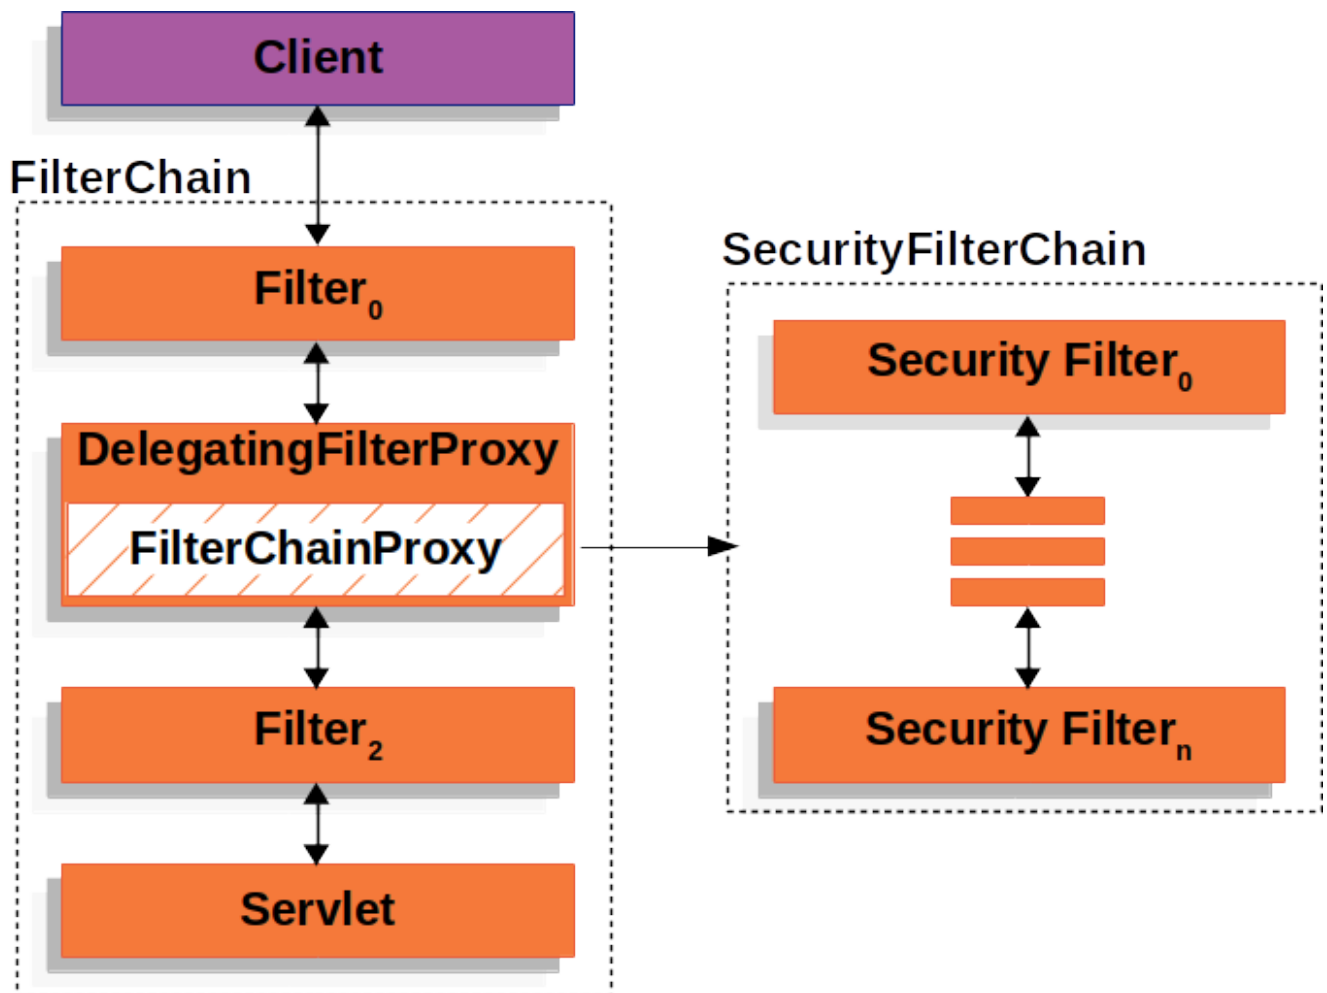 Client
FilterChain
Filter0
DelegatingFilterProxy
FilterChainProxy
Filter2
Servlet
SecurityFilterChain
Security Filter0
Security Filtern